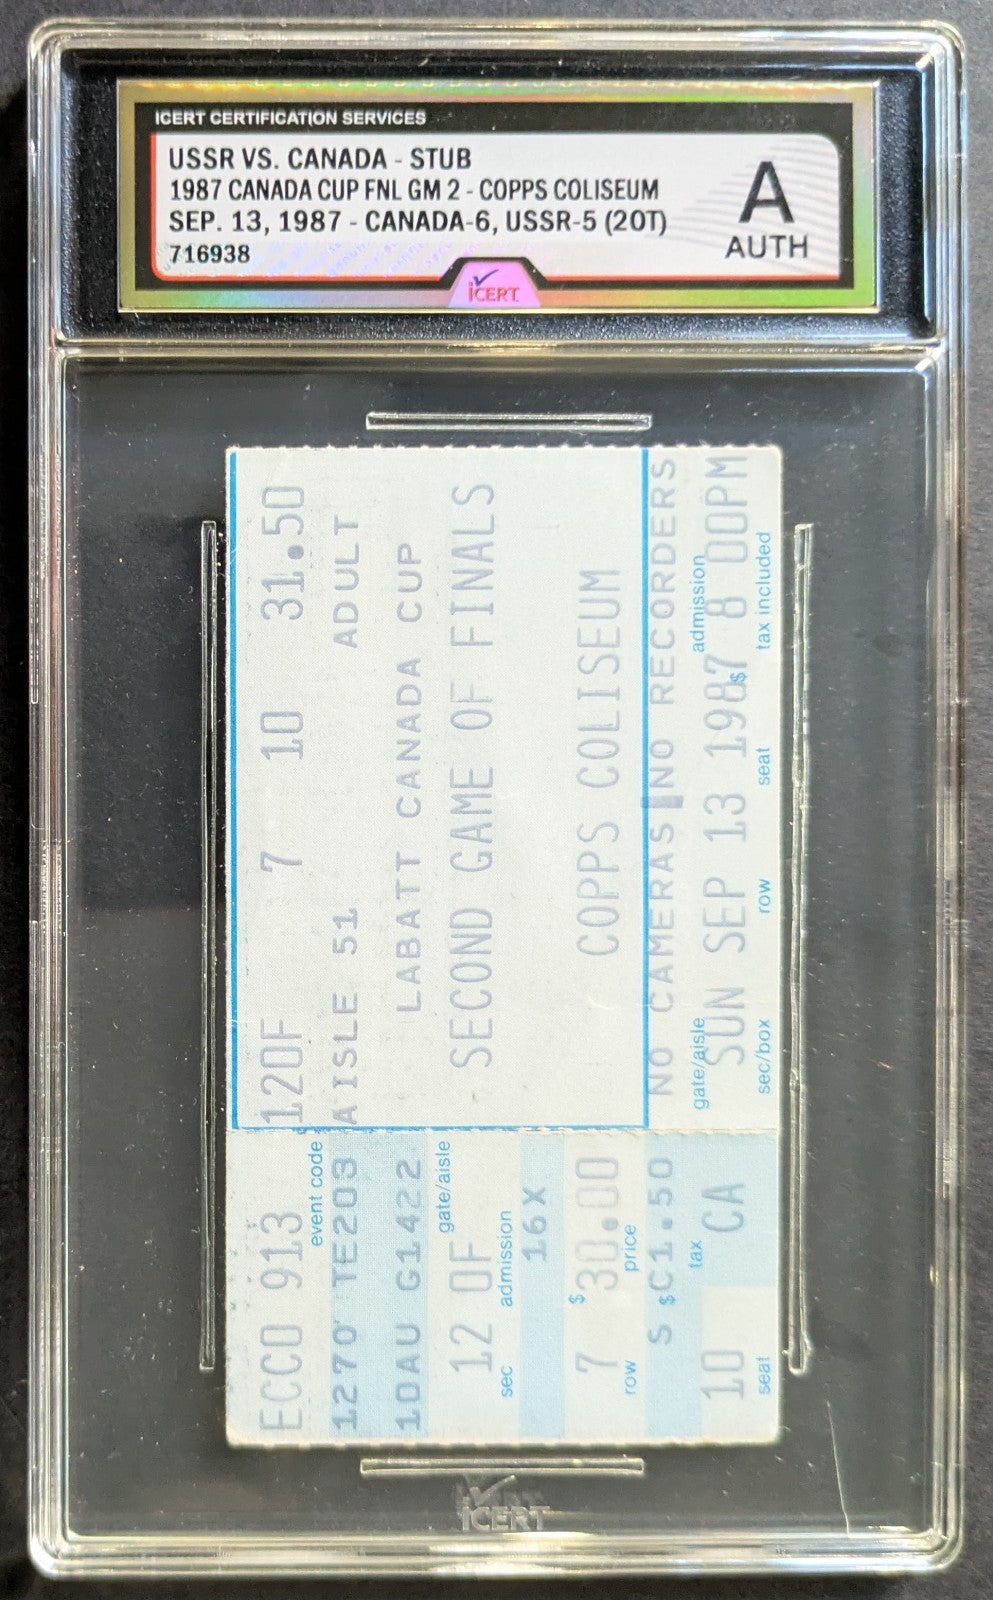 ICERT CERTIFICATION SERVICES
USSR VS. CANADA - STUB
1987 CANADA CUP FNL GM 2 - COPPS COLISEUM
SEP. 13, 1987 - CANADA-6, USSR-5 (2OT)
716938
A
AUTH
iCERT
12OF 7 10 31.50
AISLE 51 ADULT
LABATT CANADA CUP
SECOND GAME OF FINALS
COPPS COLISEUM
NO CAMERAS NO RECORDERS
gate/aisle admission
SUN SEP 13 1987 8 00PM
$
sec/box row seat tax included
ECCO 913
event code
1270 TE203
10AU G1422
gate/aisle
12 OF
sec admission
16X
$
7 30.00
row price
S $C1.50
tax
10 CA
seat
iCERT